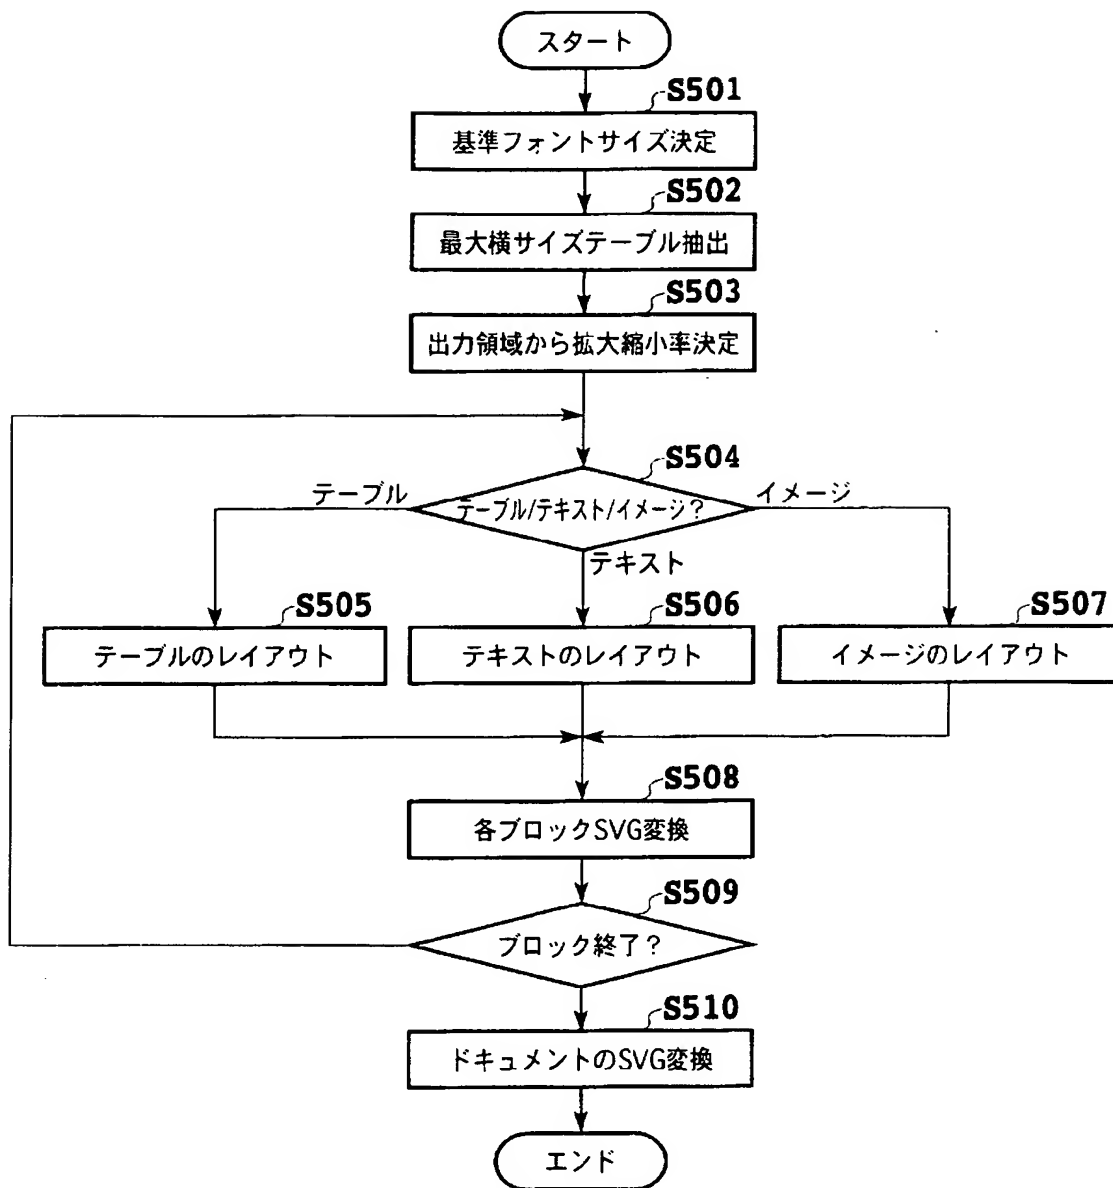 スタート
S501
基準フォントサイズ決定
S502
最大横サイズテーブル抽出
S503
出力領域から拡大縮小率決定
S504
テーブル
テーブル/テキスト/イメージ？
イメージ
テキスト
S505
テーブルのレイアウト
S506
テキストのレイアウト
S507
イメージのレイアウト
S508
各ブロックSVG変換
S509
ブロック終了？
S510
ドキュメントのSVG変換
エンド